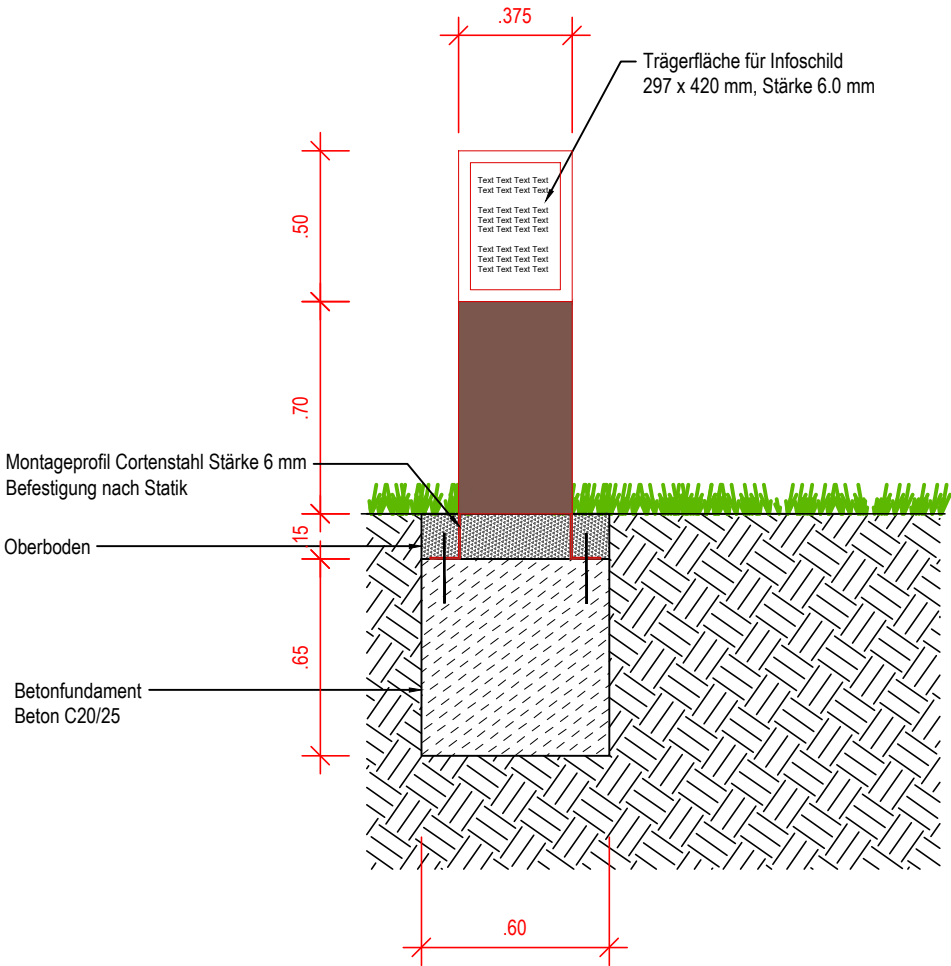 .375
Trägerfläche für Infoschild
297 x 420 mm, Stärke 6.0 mm
Text Text Text Text
Text Text Text Text
Text Text Text Text
Text Text Text Text
Text Text Text Text
Text Text Text Text
Text Text Text Text
Text Text Text Text
.50
.70
Montageprofil Cortenstahl Stärke 6 mm
Befestigung nach Statik
.15
Oberboden
.65
Betonfundament
Beton C20/25
.60